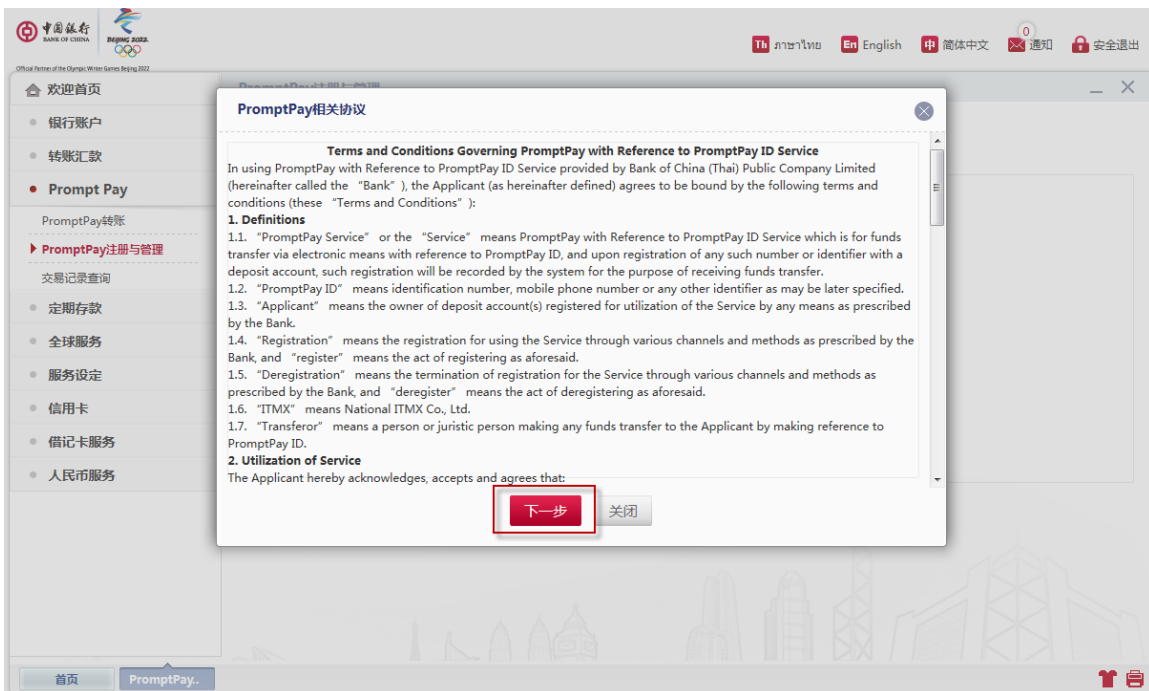 中国银行
BANK OF CHINA
BEIJING 2022
Official Partner of the Olympic Winter Games Beijing 2022
Th ภาษาไทย
En English
中 简体中文
0
通知
安全退出
欢迎首页
银行账户
转账汇款
Prompt Pay
PromptPay转账
PromptPay注册与管理
交易记录查询
定期存款
全球服务
服务设定
信用卡
借记卡服务
人民币服务
PromptPay注册与管理
PromptPay相关协议
Terms and Conditions Governing PromptPay with Reference to PromptPay ID Service
In using PromptPay with Reference to PromptPay ID Service provided by Bank of China (Thai) Public Company Limited
(hereinafter called the “Bank”), the Applicant (as hereinafter defined) agrees to be bound by the following terms and
conditions (these “Terms and Conditions”):
1. Definitions
1.1. “PromptPay Service” or the “Service” means PromptPay with Reference to PromptPay ID Service which is for funds
transfer via electronic means with reference to PromptPay ID, and upon registration of any such number or identifier with a
deposit account, such registration will be recorded by the system for the purpose of receiving funds transfer.
1.2. “PromptPay ID” means identification number, mobile phone number or any other identifier as may be later specified.
1.3. “Applicant” means the owner of deposit account(s) registered for utilization of the Service by any means as prescribed
by the Bank.
1.4. “Registration” means the registration for using the Service through various channels and methods as prescribed by the
Bank, and “register” means the act of registering as aforesaid.
1.5. “Deregistration” means the termination of registration for the Service through various channels and methods as
prescribed by the Bank, and “deregister” means the act of deregistering as aforesaid.
1.6. “ITMX” means National ITMX Co., Ltd.
1.7. “Transferor” means a person or juristic person making any funds transfer to the Applicant by making reference to
PromptPay ID.
2. Utilization of Service
The Applicant hereby acknowledges, accepts and agrees that:
下一步
关闭
首页
PromptPay..